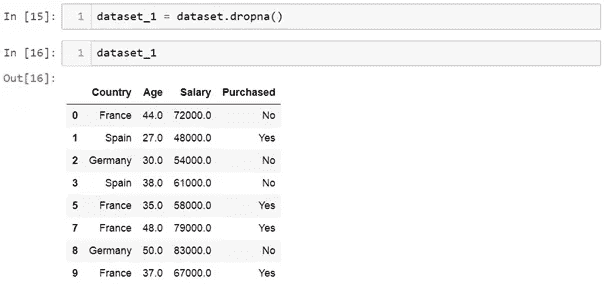 In [15]: 1 dataset_1 = dataset.dropna()
In [16]: 1 dataset_1
Out[16]:
Country Age Salary Purchased
0 France 44.0 72000.0 No
1 Spain 27.0 48000.0 Yes
2 Germany 30.0 54000.0 No
3 Spain 38.0 61000.0 No
5 France 35.0 58000.0 Yes
7 France 48.0 79000.0 Yes
8 Germany 50.0 83000.0 No
9 France 37.0 67000.0 Yes